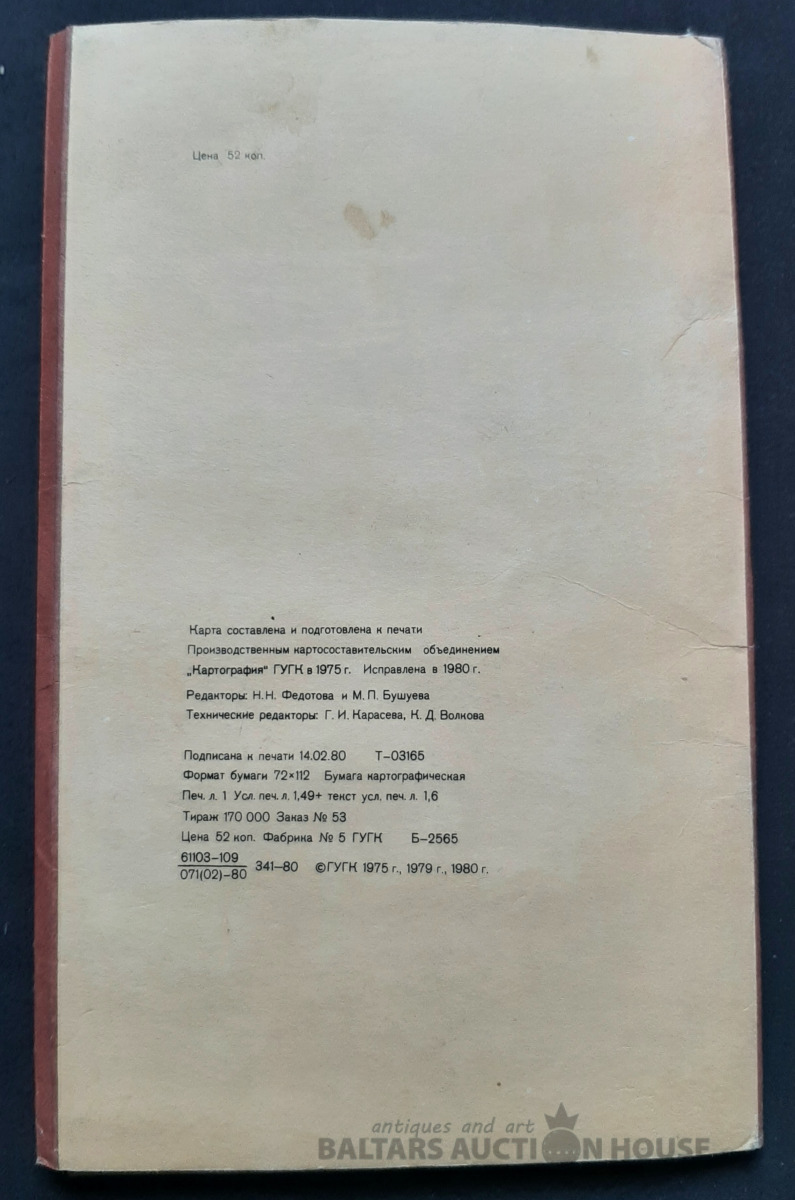 Цена 52 коп.
Карта составлена и подготовлена к печати
Производственным картосоставительским объединением
„Картография“ ГУГК в 1975 г. Исправлена в 1980 г.
Редакторы: Н.Н. Федотова и М.П. Бушуева
Технические редакторы: Г.И. Карасева, К.Д. Волкова
Подписана к печати 14.02.80 Т–03165
Формат бумаги 72×112 Бумага картографическая
Печ. л. 1 Усл. печ. л. 1,49+ текст усл. печ. л. 1,6
Тираж 170 000 Заказ № 53
Цена 52 коп. Фабрика № 5 ГУГК Б–2565
61103–109
071(02)–80
341–80 ©ГУГК 1975 г., 1979 г., 1980 г.
antiques and art
BALTARS AUCTION HOUSE